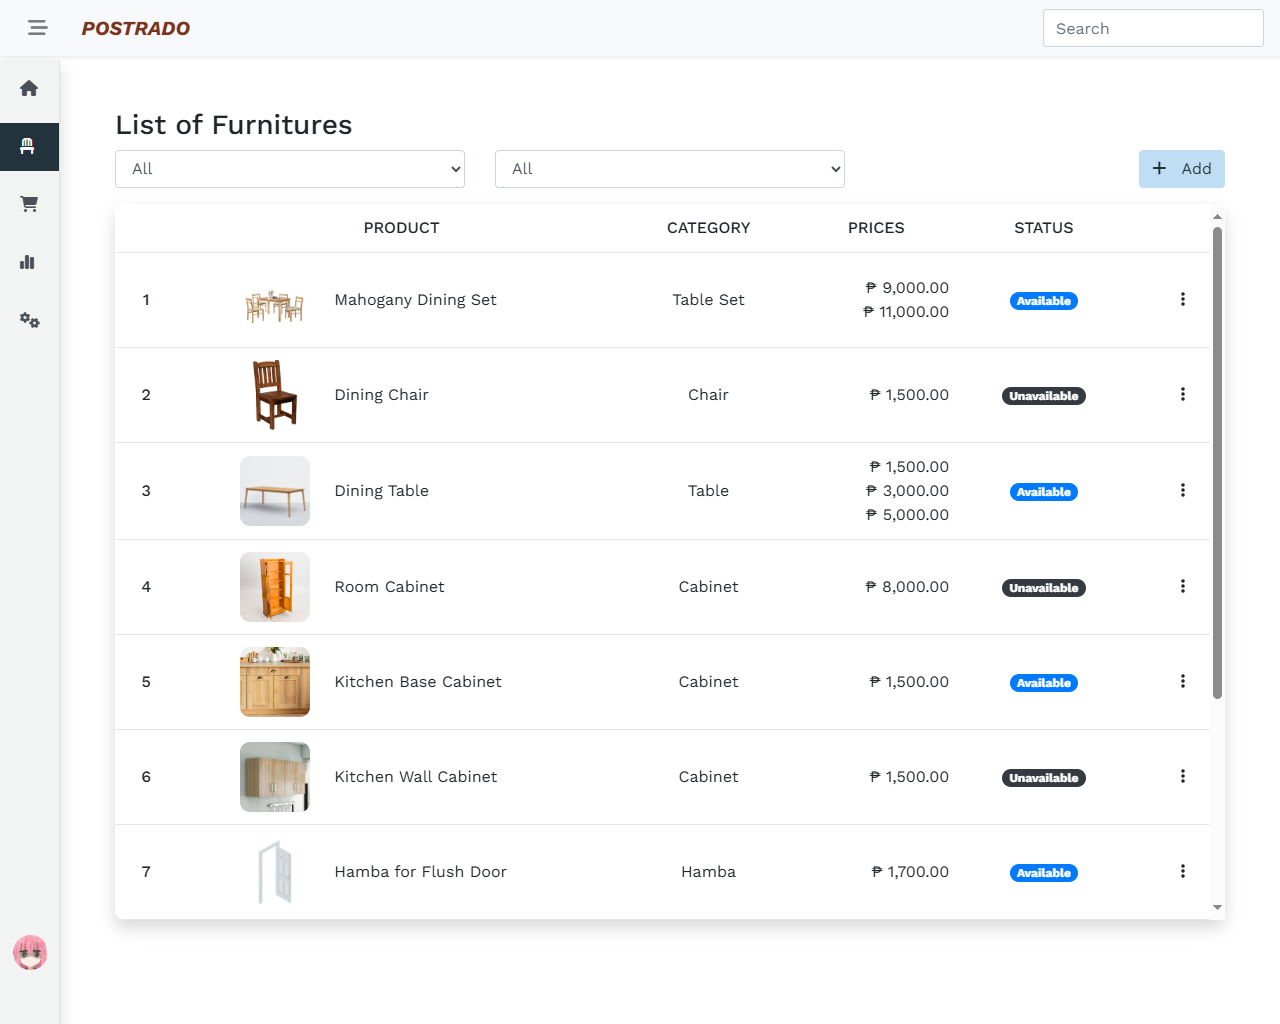 POSTRADO
Search
List of Furnitures
All
All
Add
PRODUCT
CATEGORY
PRICES
STATUS
1
Mahogany Dining Set
Table Set
₱ 9,000.00
₱ 11,000.00
Available
2
Dining Chair
Chair
₱ 1,500.00
Unavailable
3
Dining Table
Table
₱ 1,500.00
₱ 3,000.00
₱ 5,000.00
Available
4
Room Cabinet
Cabinet
₱ 8,000.00
Unavailable
5
Kitchen Base Cabinet
Cabinet
₱ 1,500.00
Available
6
Kitchen Wall Cabinet
Cabinet
₱ 1,500.00
Unavailable
7
Hamba for Flush Door
Hamba
₱ 1,700.00
Available